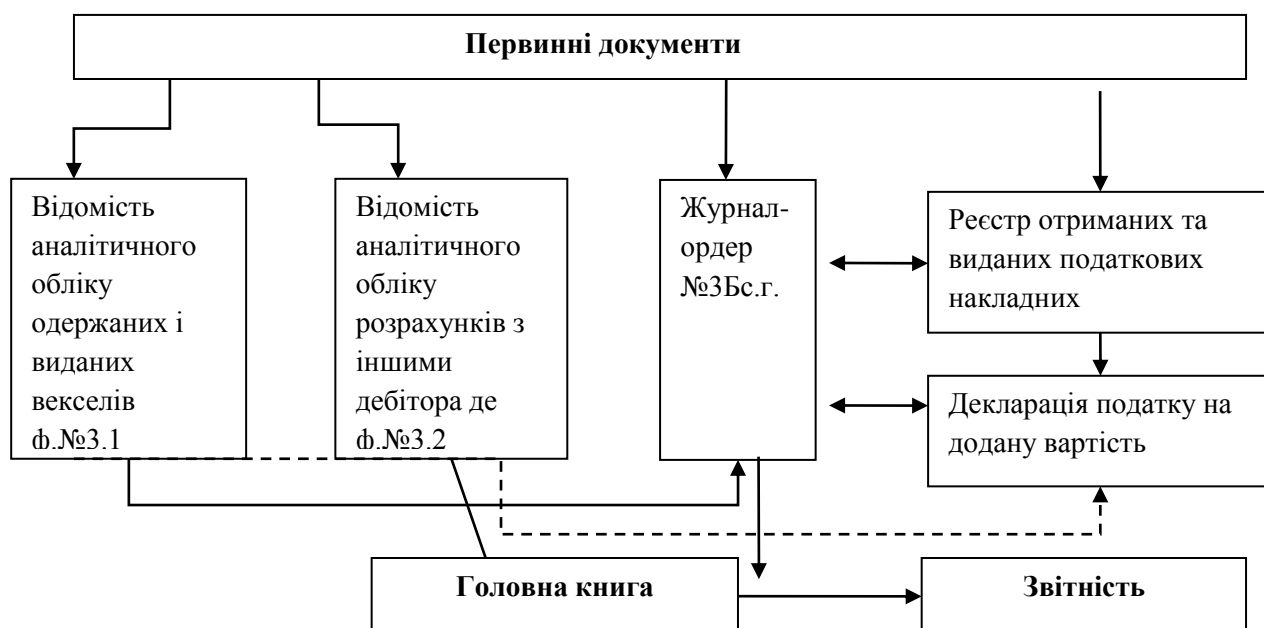 Первинні документи
Відомість
аналітичного
обліку
одержаних і
виданих
векселів
ф.№3.1
Відомість
аналітичного
обліку
розрахунків з
іншими
дебітора де
ф.№3.2
Журнал-
ордер
№3Бс.г.
Реєстр отриманих та
виданих податкових
накладних
Декларація податку на
додану вартість
Головна книга
Звітність